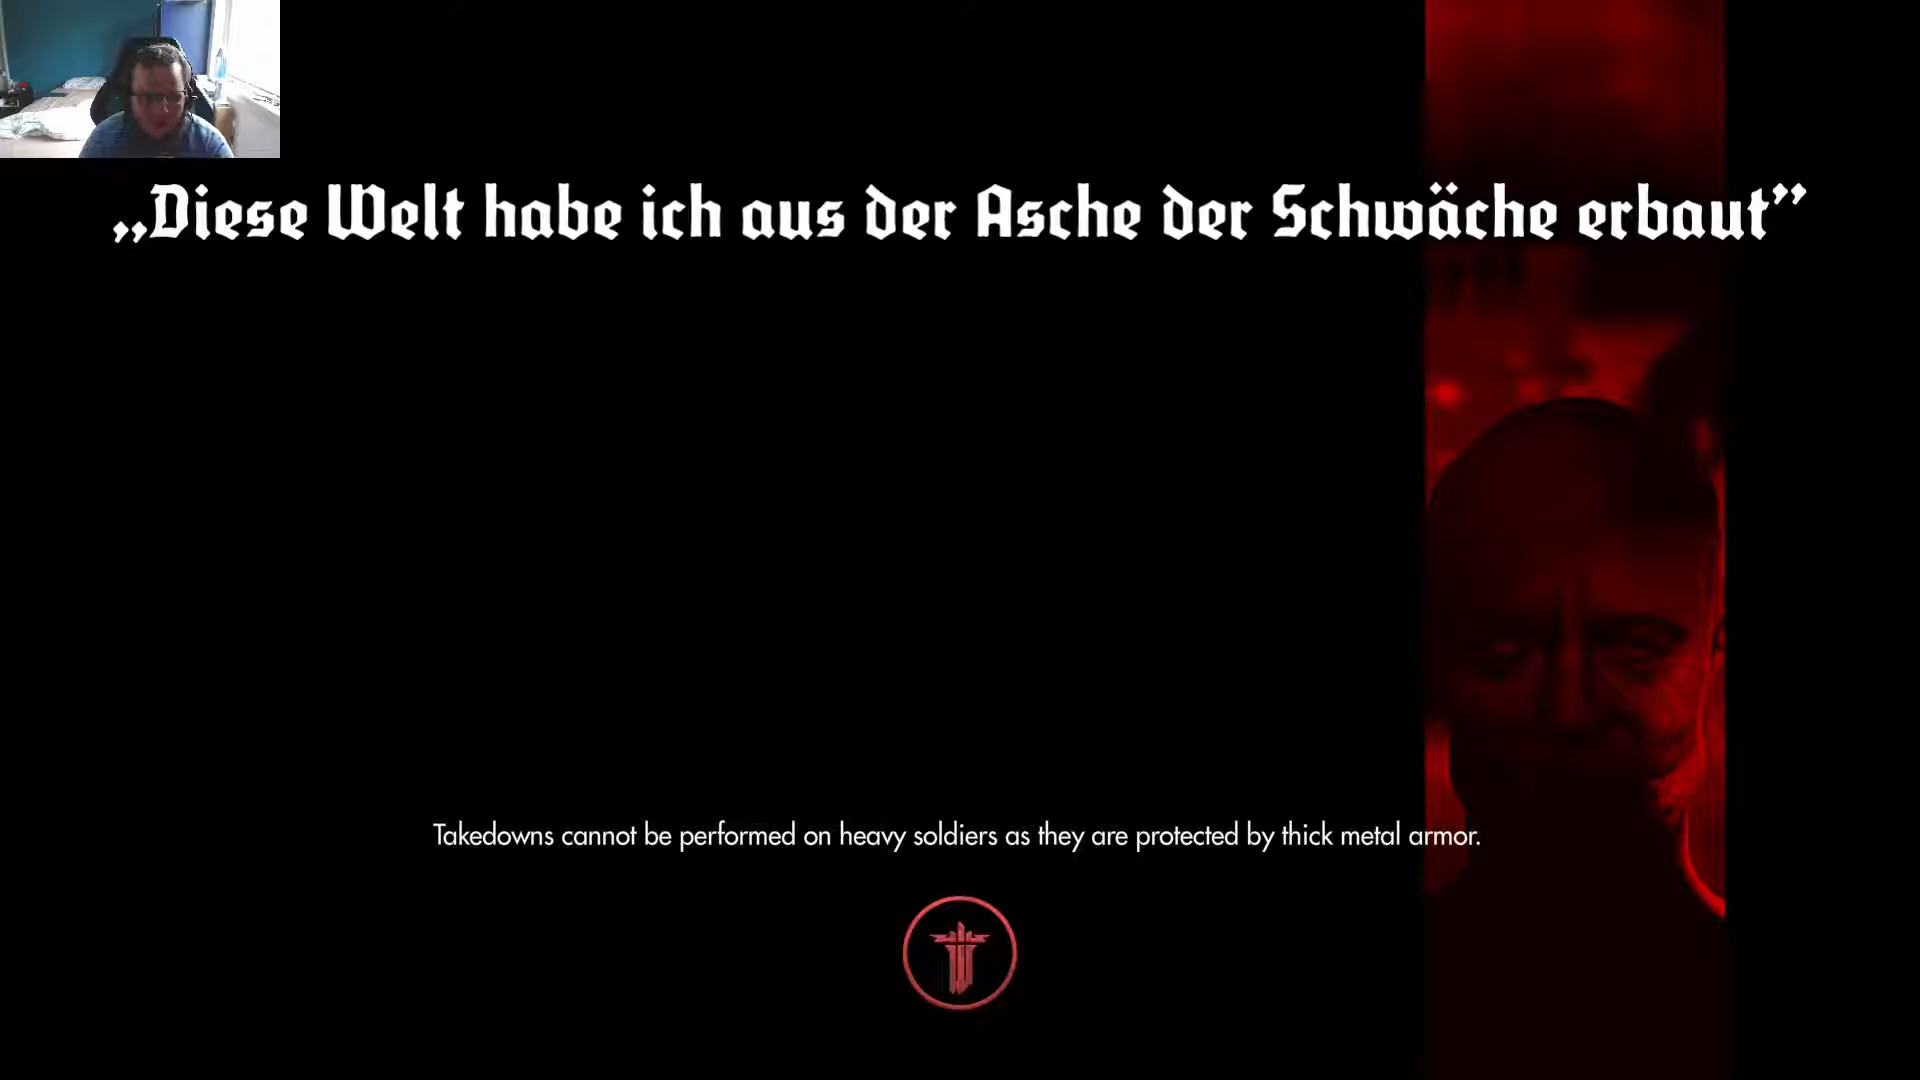 „Diese Welt habe ich aus der Asche der Schwäche erbaut”
Takedowns cannot be performed on heavy soldiers as they are protected by thick metal armor.